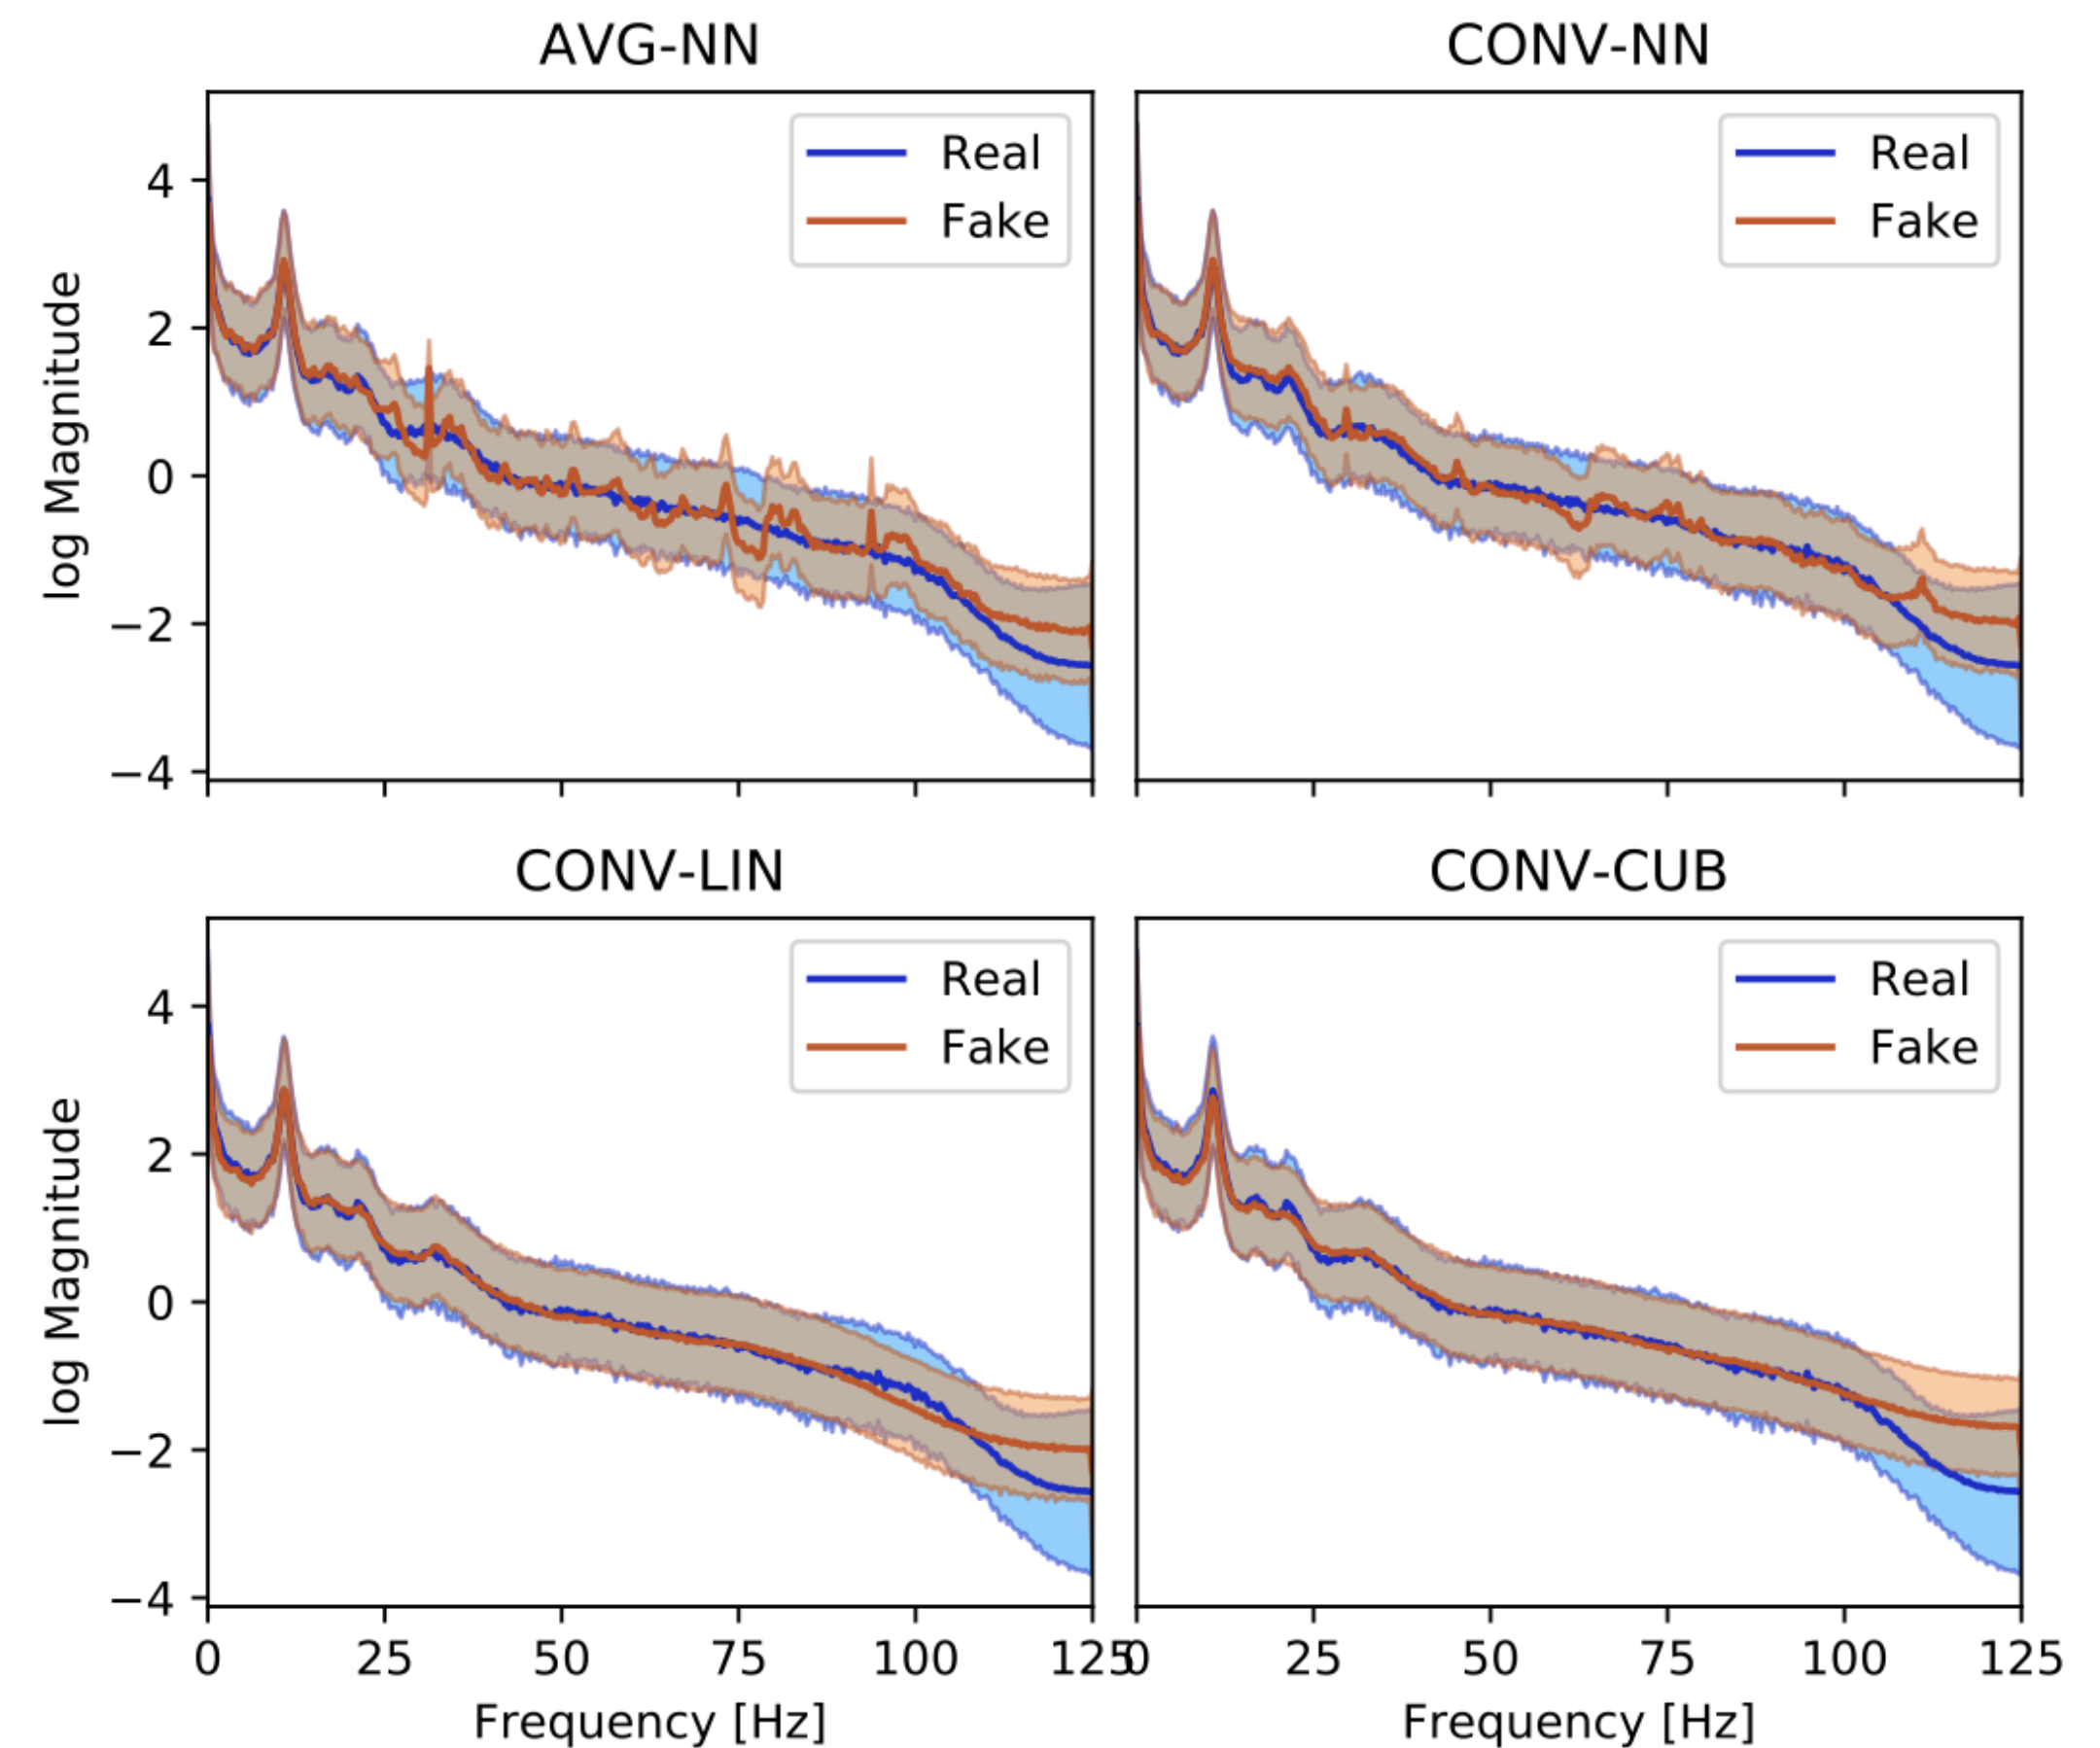 AVG-NN
CONV-NN
Real
Fake
Real
Fake
4
2
0
−2
−4
log Magnitude
CONV-LIN
CONV-CUB
Real
Fake
Real
Fake
4
2
0
−2
−4
log Magnitude
0 25 50 75 100 125
0 25 50 75 100 125
Frequency [Hz]
Frequency [Hz]